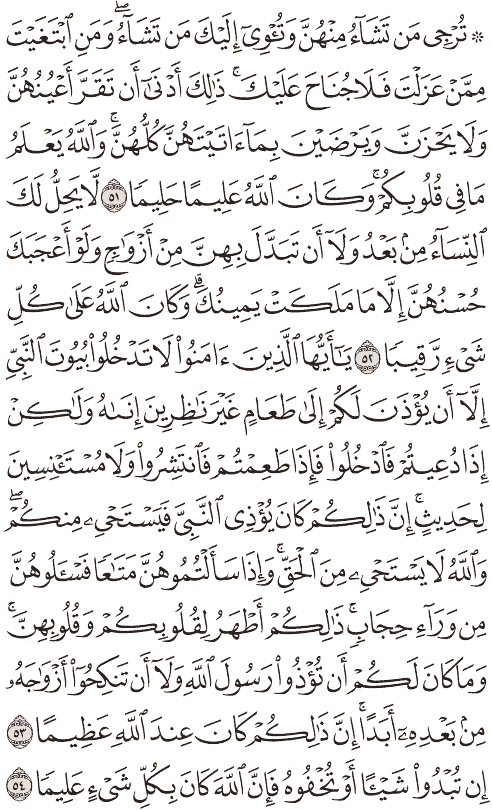 ۞ تُرۡجِي مَن تَشَآءُ مِنۡهُنَّ وَتُـٔۡوِيٓ إِلَيۡكَ مَن تَشَآءُۖ وَمَنِ ٱبۡتَغَيۡتَ
مِمَّنۡ عَزَلۡتَ فَلَا جُنَاحَ عَلَيۡكَۚ ذَٰلِكَ أَدۡنَىٰٓ أَن تَقَرَّ أَعۡيُنُهُنَّ
وَلَا يَحۡزَنَّ وَيَرۡضَيۡنَ بِمَآ ءَاتَيۡتَهُنَّ كُلُّهُنَّۚ وَٱللَّهُ يَعۡلَمُ
مَا فِي قُلُوبِكُمۡۚ وَكَانَ ٱللَّهُ عَلِيمًا حَلِيمٗا ٥١ لَّا يَحِلُّ لَكَ
ٱلنِّسَآءُ مِنۢ بَعۡدُ وَلَآ أَن تَبَدَّلَ بِهِنَّ مِنۡ أَزۡوَٰجٖ وَلَوۡ أَعۡجَبَكَ
حُسۡنُهُنَّ إِلَّا مَا مَلَكَتۡ يَمِينُكَۗ وَكَانَ ٱللَّهُ عَلَىٰ كُلِّ
شَيۡءٖ رَّقِيبٗا ٥٢ يَـٰٓأَيُّهَا ٱلَّذِينَ ءَامَنُواْ لَا تَدۡخُلُواْ بُيُوتَ ٱلنَّبِيِّ
إِلَّآ أَن يُؤۡذَنَ لَكُمۡ إِلَىٰ طَعَامٍ غَيۡرَ نَٰظِرِينَ إِنَىٰهُ وَلَٰكِنۡ
إِذَا دُعِيتُمۡ فَٱدۡخُلُواْ فَإِذَا طَعِمۡتُمۡ فَٱنتَشِرُواْ وَلَا مُسۡتَـٔۡنِسِينَ
لِحَدِيثٍۚ إِنَّ ذَٰلِكُمۡ كَانَ يُؤۡذِي ٱلنَّبِيَّ فَيَسۡتَحۡيِۦ مِنكُمۡۖ
وَٱللَّهُ لَا يَسۡتَحۡيِۦ مِنَ ٱلۡحَقِّۚ وَإِذَا سَأَلۡتُمُوهُنَّ مَتَٰعٗا فَسۡـَٔلُوهُنَّ
مِن وَرَآءِ حِجَابٖۚ ذَٰلِكُمۡ أَطۡهَرُ لِقُلُوبِكُمۡ وَقُلُوبِهِنَّۚ
وَمَا كَانَ لَكُمۡ أَن تُؤۡذُواْ رَسُولَ ٱللَّهِ وَلَآ أَن تَنكِحُوٓاْ أَزۡوَٰجَهُۥ
مِنۢ بَعۡدِهِۦٓ أَبَدًاۚ إِنَّ ذَٰلِكُمۡ كَانَ عِندَ ٱللَّهِ عَظِيمًا ٥٣
إِن تُبۡدُواْ شَيۡـًٔا أَوۡ تُخۡفُوهُ فَإِنَّ ٱللَّهَ كَانَ بِكُلِّ شَيۡءٍ عَلِيمٗا ٥٤